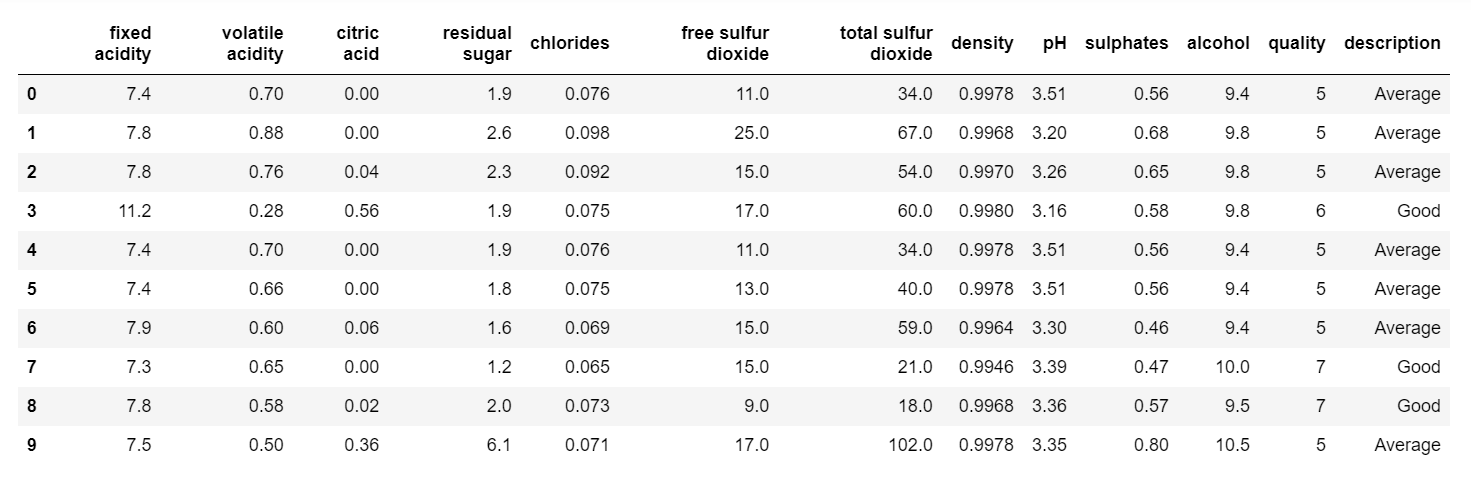 fixed acidity volatile acidity citric acid residual sugar chlorides free sulfur dioxide total sulfur dioxide density pH sulphates alcohol quality description
0 7.4 0.70 0.00 1.9 0.076 11.0 34.0 0.9978 3.51 0.56 9.4 5 Average
1 7.8 0.88 0.00 2.6 0.098 25.0 67.0 0.9968 3.20 0.68 9.8 5 Average
2 7.8 0.76 0.04 2.3 0.092 15.0 54.0 0.9970 3.26 0.65 9.8 5 Average
3 11.2 0.28 0.56 1.9 0.075 17.0 60.0 0.9980 3.16 0.58 9.8 6 Good
4 7.4 0.70 0.00 1.9 0.076 11.0 34.0 0.9978 3.51 0.56 9.4 5 Average
5 7.4 0.66 0.00 1.8 0.075 13.0 40.0 0.9978 3.51 0.56 9.4 5 Average
6 7.9 0.60 0.06 1.6 0.069 15.0 59.0 0.9964 3.30 0.46 9.4 5 Average
7 7.3 0.65 0.00 1.2 0.065 15.0 21.0 0.9946 3.39 0.47 10.0 7 Good
8 7.8 0.58 0.02 2.0 0.073 9.0 18.0 0.9968 3.36 0.57 9.5 7 Good
9 7.5 0.50 0.36 6.1 0.071 17.0 102.0 0.9978 3.35 0.80 10.5 5 Average